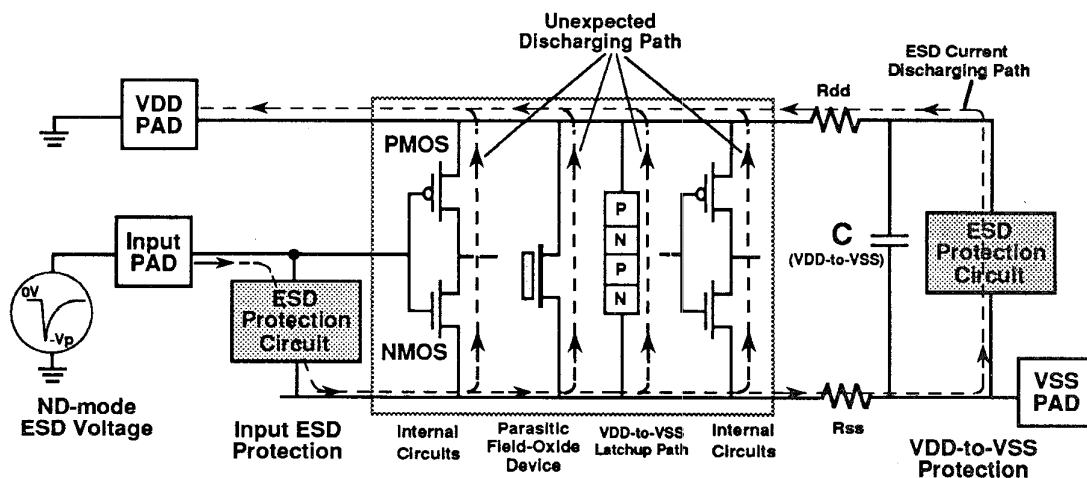 Unexpected
Discharging Path
ESD Current
Discharging Path
VDD
PAD
Rdd
PMOS
Input
PAD
P
N
P
N
C
(VDD-to-VSS)
ESD
Protection
Circuit
0V
-Vp
ESD
Protection
Circuit
NMOS
VSS
PAD
ND-mode
ESD Voltage
Input ESD
Protection
Internal
Circuits
Parasitic
Field-Oxide
Device
VDD-to-VSS
Latchup Path
Internal
Circuits
Rss
VDD-to-VSS
Protection